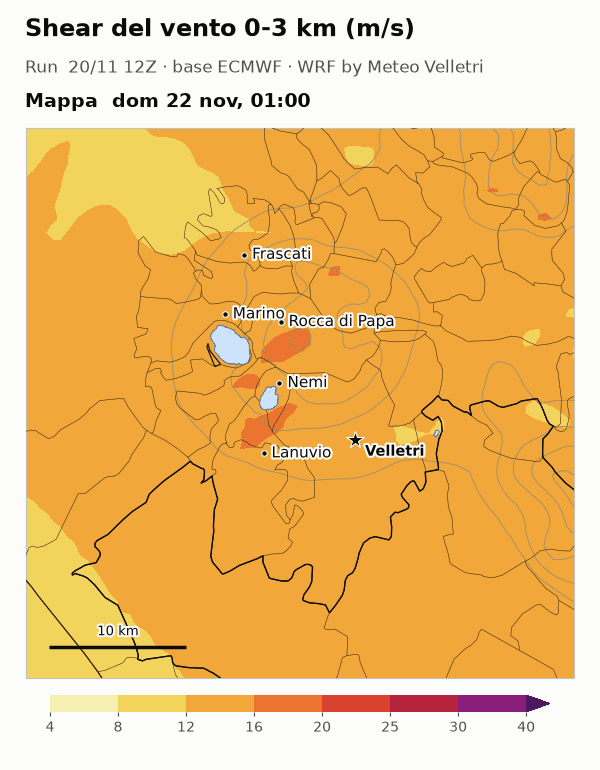 Shear del vento 0-3 km (m/s)
Run  20/11 12Z · base ECMWF · WRF by Meteo Velletri
Mappa  dom 22 nov, 01:00
Frascati
Marino
Rocca di Papa
Nemi
Velletri
Lanuvio
10 km
4 8 12 16 20 25 30 40